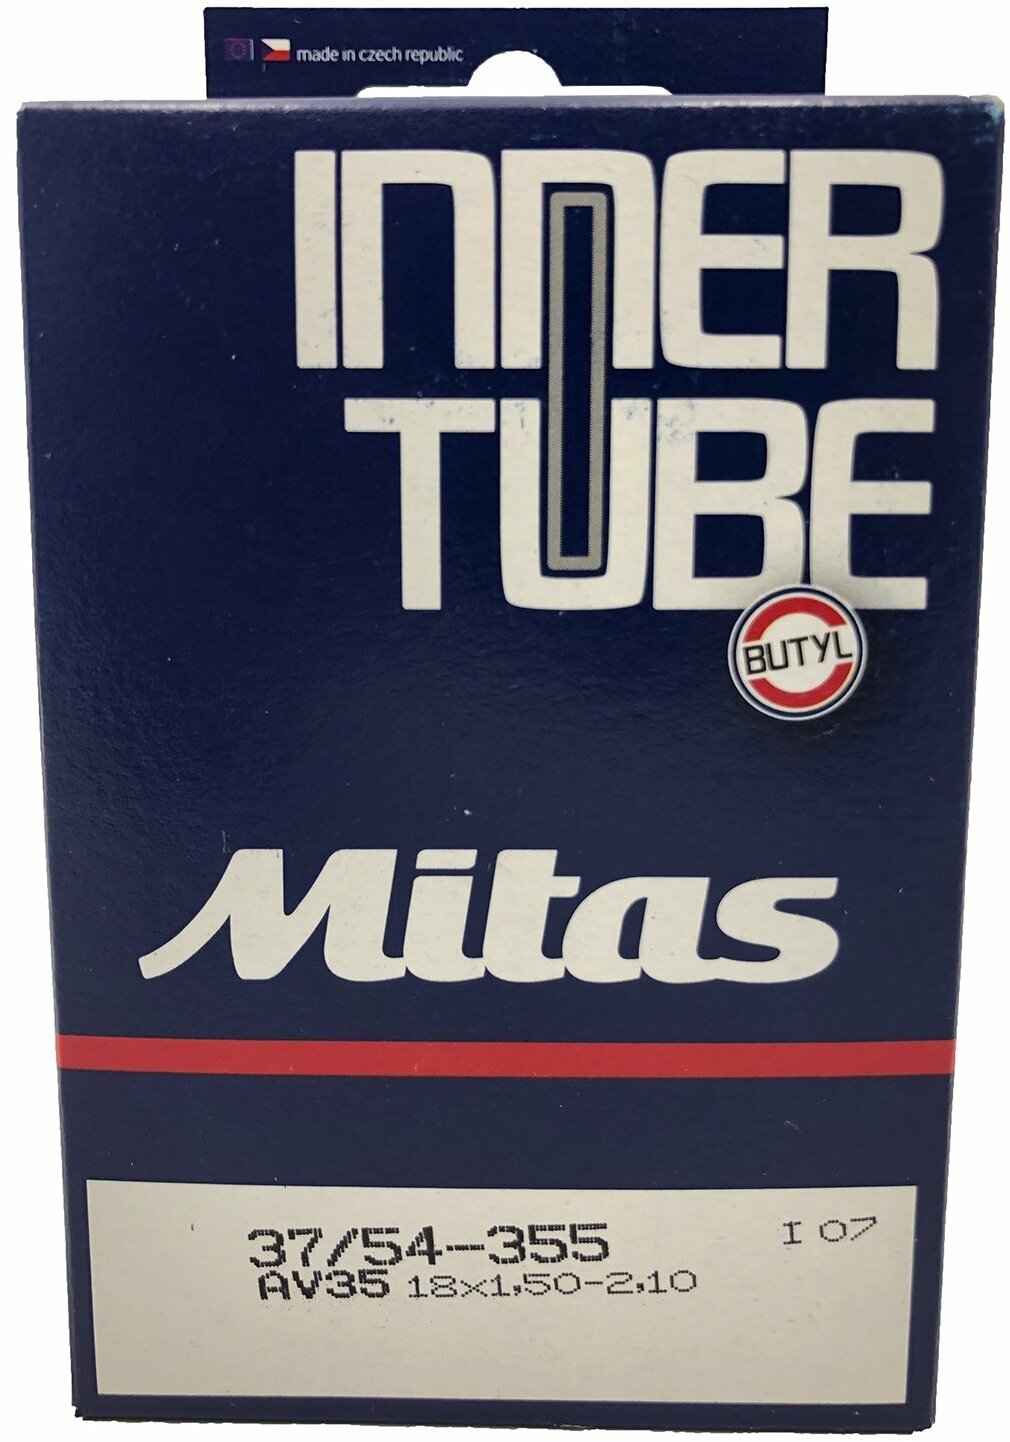 made in czech republic
INNER
TUBE
BUTYL
Mitas
37/54-355
I 07
AV35 18x1,50-2,10